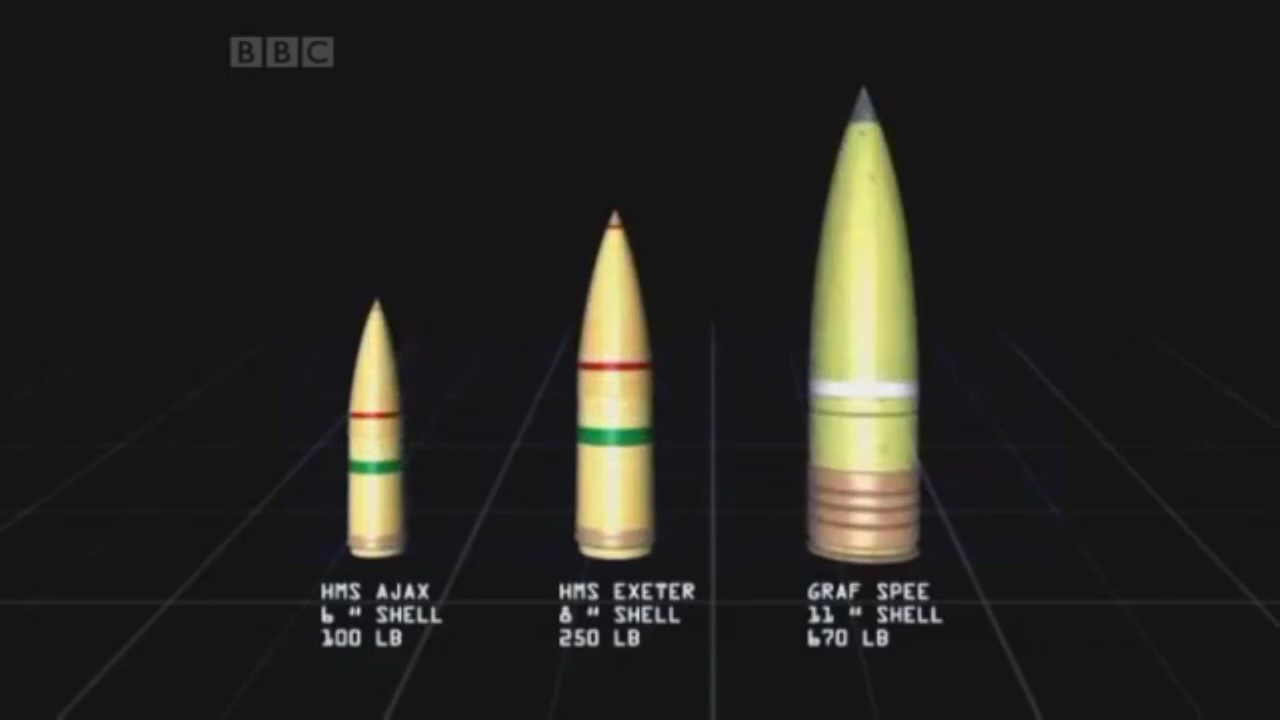 BBC
HMS AJAX
6 " SHELL
100 LB
HMS EXETER
8 " SHELL
250 LB
GRAF SPEE
11 " SHELL
670 LB